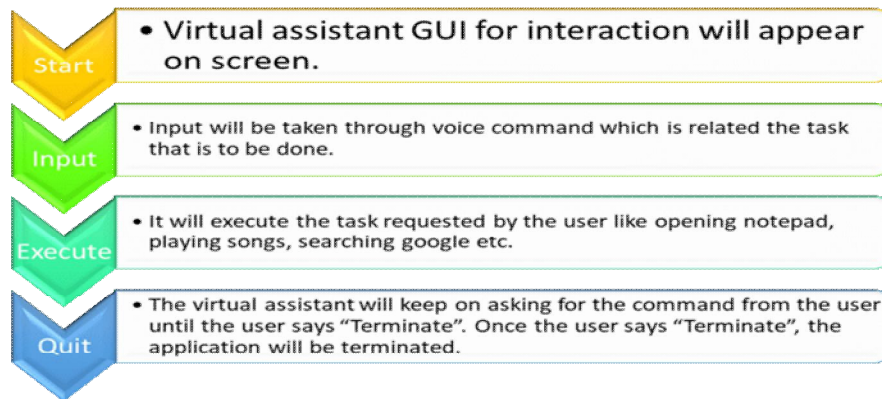 Start
• Virtual assistant GUI for interaction will appear
on screen.
Input
• Input will be taken through voice command which is related the task
that is to be done.
Execute
• It will execute the task requested by the user like opening notepad,
playing songs, searching google etc.
Quit
• The virtual assistant will keep on asking for the command from the user
until the user says “Terminate”. Once the user says “Terminate”, the
application will be terminated.